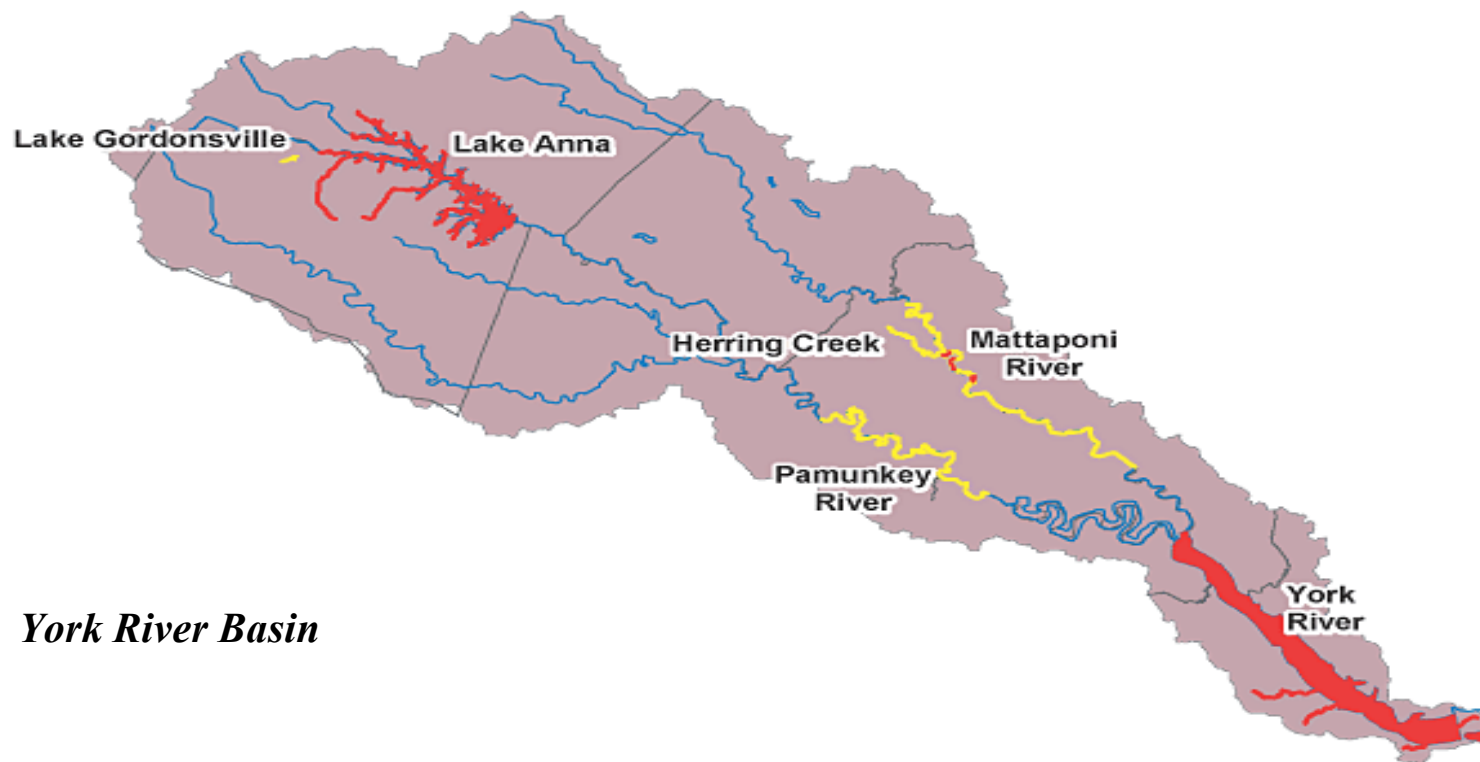 Lake Gordonsville
Lake Anna
Herring Creek
Mattaponi
River
Pamunkey
River
York
River
York River Basin